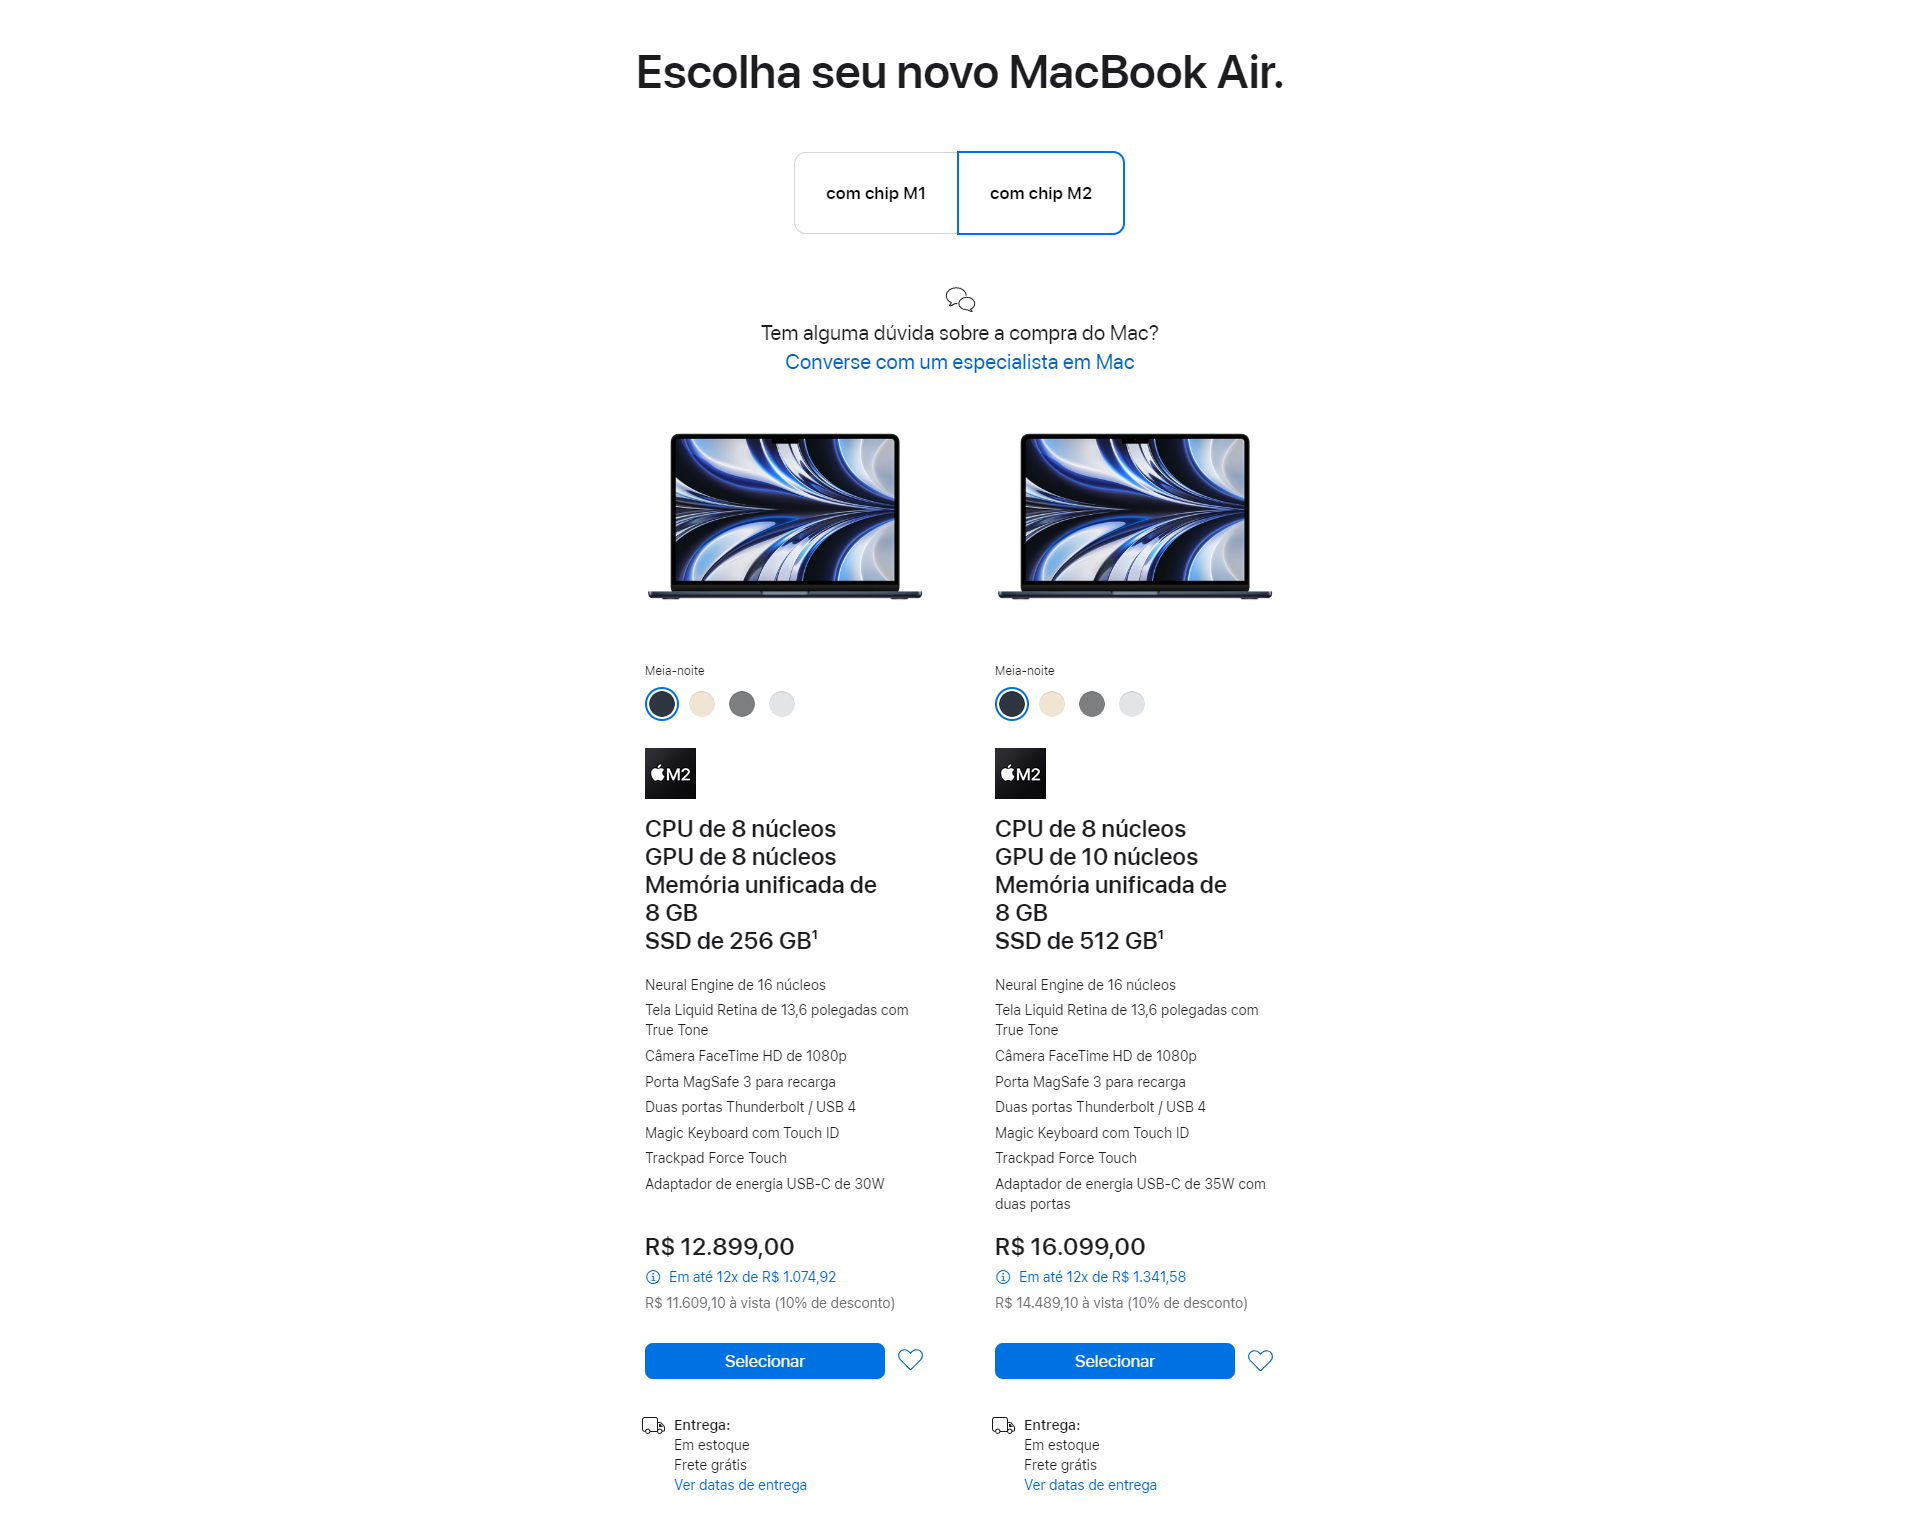 Escolha seu novo MacBook Air.
com chip M1
com chip M2
Tem alguma dúvida sobre a compra do Mac?
Converse com um especialista em Mac
Meia-noite
M2
CPU de 8 núcleos
GPU de 8 núcleos
Memória unificada de
8 GB
SSD de 256 GB¹
Neural Engine de 16 núcleos
Tela Liquid Retina de 13,6 polegadas com
True Tone
Câmera FaceTime HD de 1080p
Porta MagSafe 3 para recarga
Duas portas Thunderbolt / USB 4
Magic Keyboard com Touch ID
Trackpad Force Touch
Adaptador de energia USB-C de 30W
R$ 12.899,00
Em até 12x de R$ 1.074,92
R$ 11.609,10 à vista (10% de desconto)
Selecionar
Entrega:
Em estoque
Frete grátis
Ver datas de entrega
Meia-noite
M2
CPU de 8 núcleos
GPU de 10 núcleos
Memória unificada de
8 GB
SSD de 512 GB¹
Neural Engine de 16 núcleos
Tela Liquid Retina de 13,6 polegadas com
True Tone
Câmera FaceTime HD de 1080p
Porta MagSafe 3 para recarga
Duas portas Thunderbolt / USB 4
Magic Keyboard com Touch ID
Trackpad Force Touch
Adaptador de energia USB-C de 35W com
duas portas
R$ 16.099,00
Em até 12x de R$ 1.341,58
R$ 14.489,10 à vista (10% de desconto)
Selecionar
Entrega:
Em estoque
Frete grátis
Ver datas de entrega